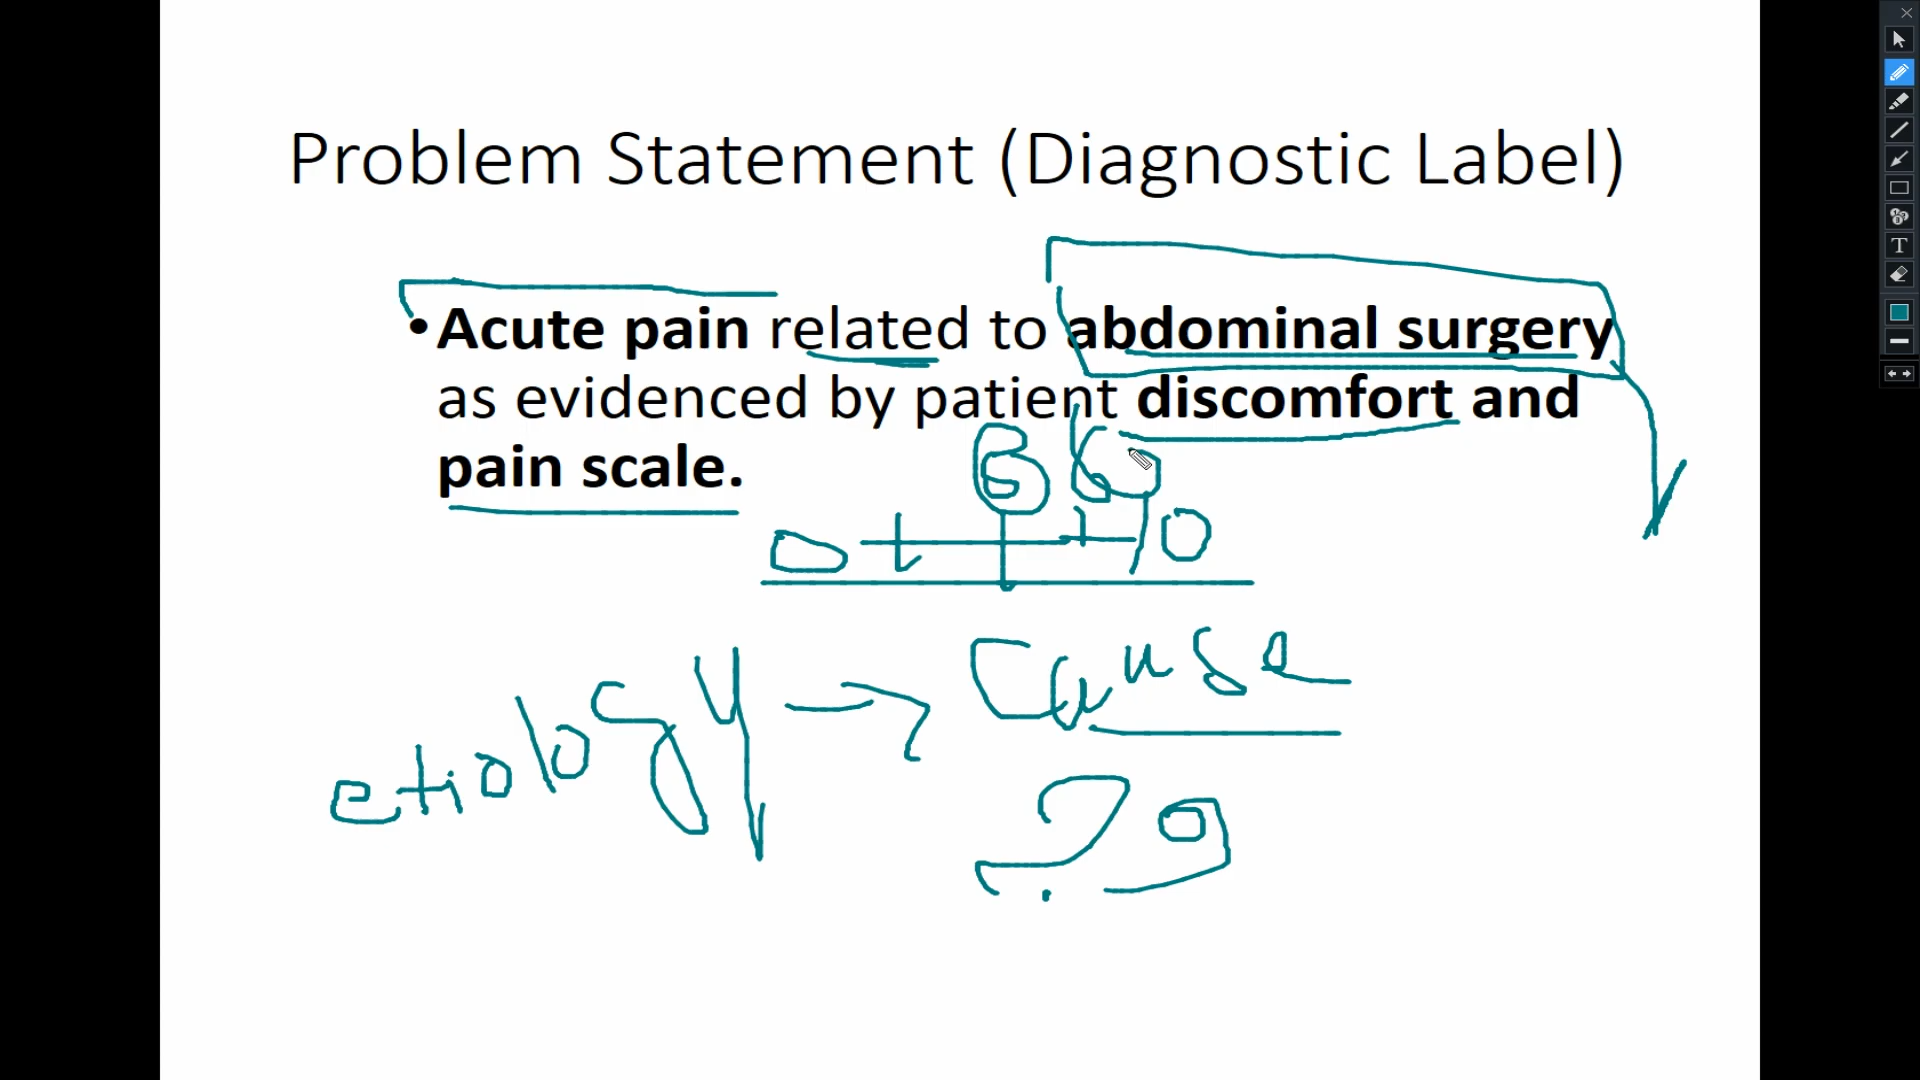 Problem Statement (Diagnostic Label)
•Acute pain related to abdominal surgery
as evidenced by patient discomfort and
pain scale.
0 10
etiology → Cause